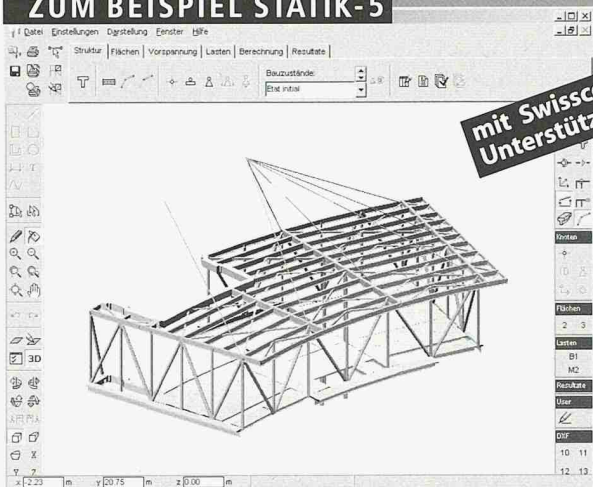 ZUM BEISPIEL STATIK-5
Datei Einstellungen Darstellung Fenster Hilfe
Struktur Flächen Vorspannung Lasten Berechnung Resultate
Bauzustände:
Etat initial
mit Swissc
Unterstütz
Knoten
Flächen
2 3
Lasten
B1
M2
Resultate
User
DXF
10 11
12 13
3D
X
Y Z
x -2.23 m y 20.75 m z 0.00 m